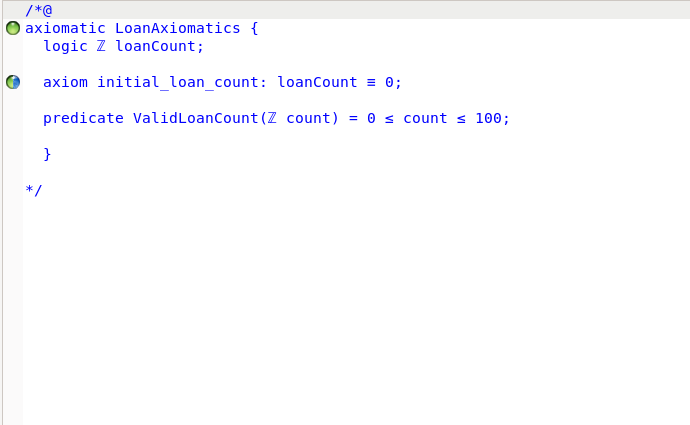 /*@
axiomatic LoanAxiomatics {
  logic ℤ loanCount;
  axiom initial_loan_count: loanCount ≡ 0;
  predicate ValidLoanCount(ℤ count) = 0 ≤ count ≤ 100;
  }
*/